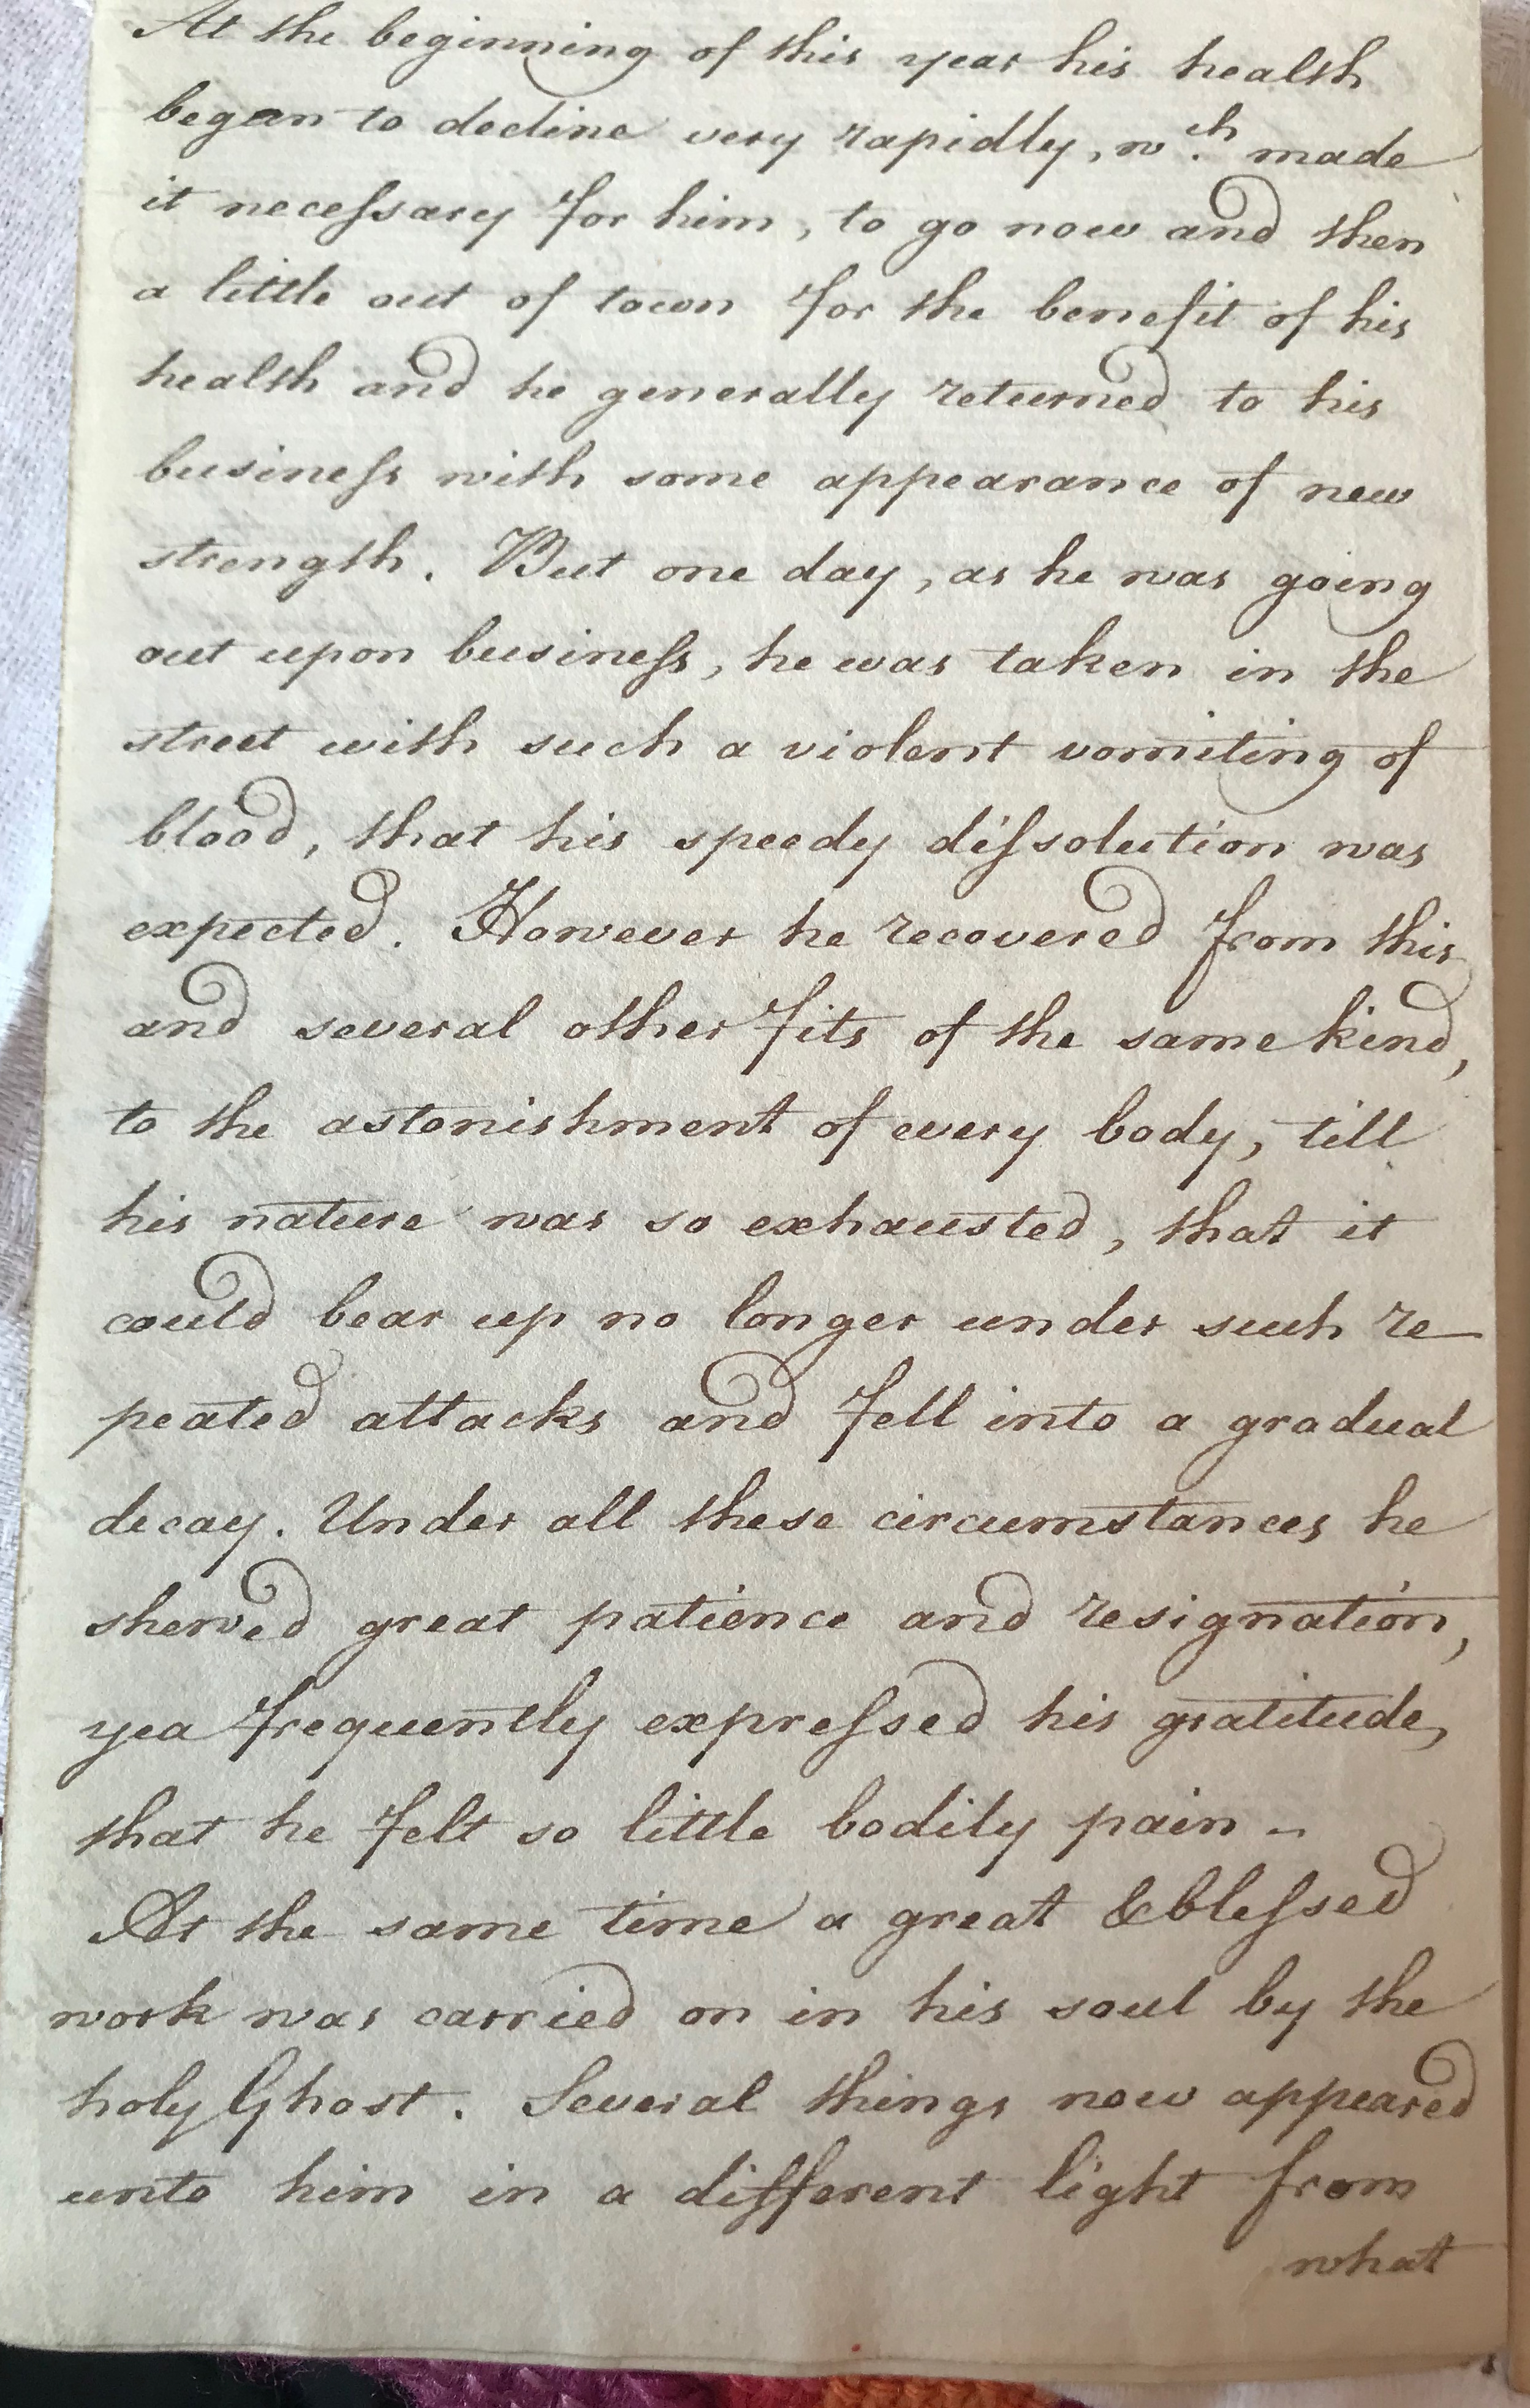 At the beginning of this year his health
began to decline very rapidly, wch. made
it neceſsary for him, to go now and then
a little out of town for the benefit of his
health and he generally returned to his
busineſs with some appearance of new
strength. But one day, as he was going
out upon busineſs, he was taken in the
street with such a violent vomiting of
blood, that his speedy diſsolution was
expected. However he recovered from this
and several other fits of the same kind,
to the astonishment of every body, till
his nature was so exhausted, that it
could bear up no longer under such re-
peated attacks and fell into a gradual
decay. Under all these circumstances he
shewed great patience and resignation,
yea frequently expreſsed his gratitude,
that he felt so little bodily pain -
At the same time a great & bleſsed
work was carried on in his soul by the
holy Ghost. Several things now appeared
unto him in a different light from
what